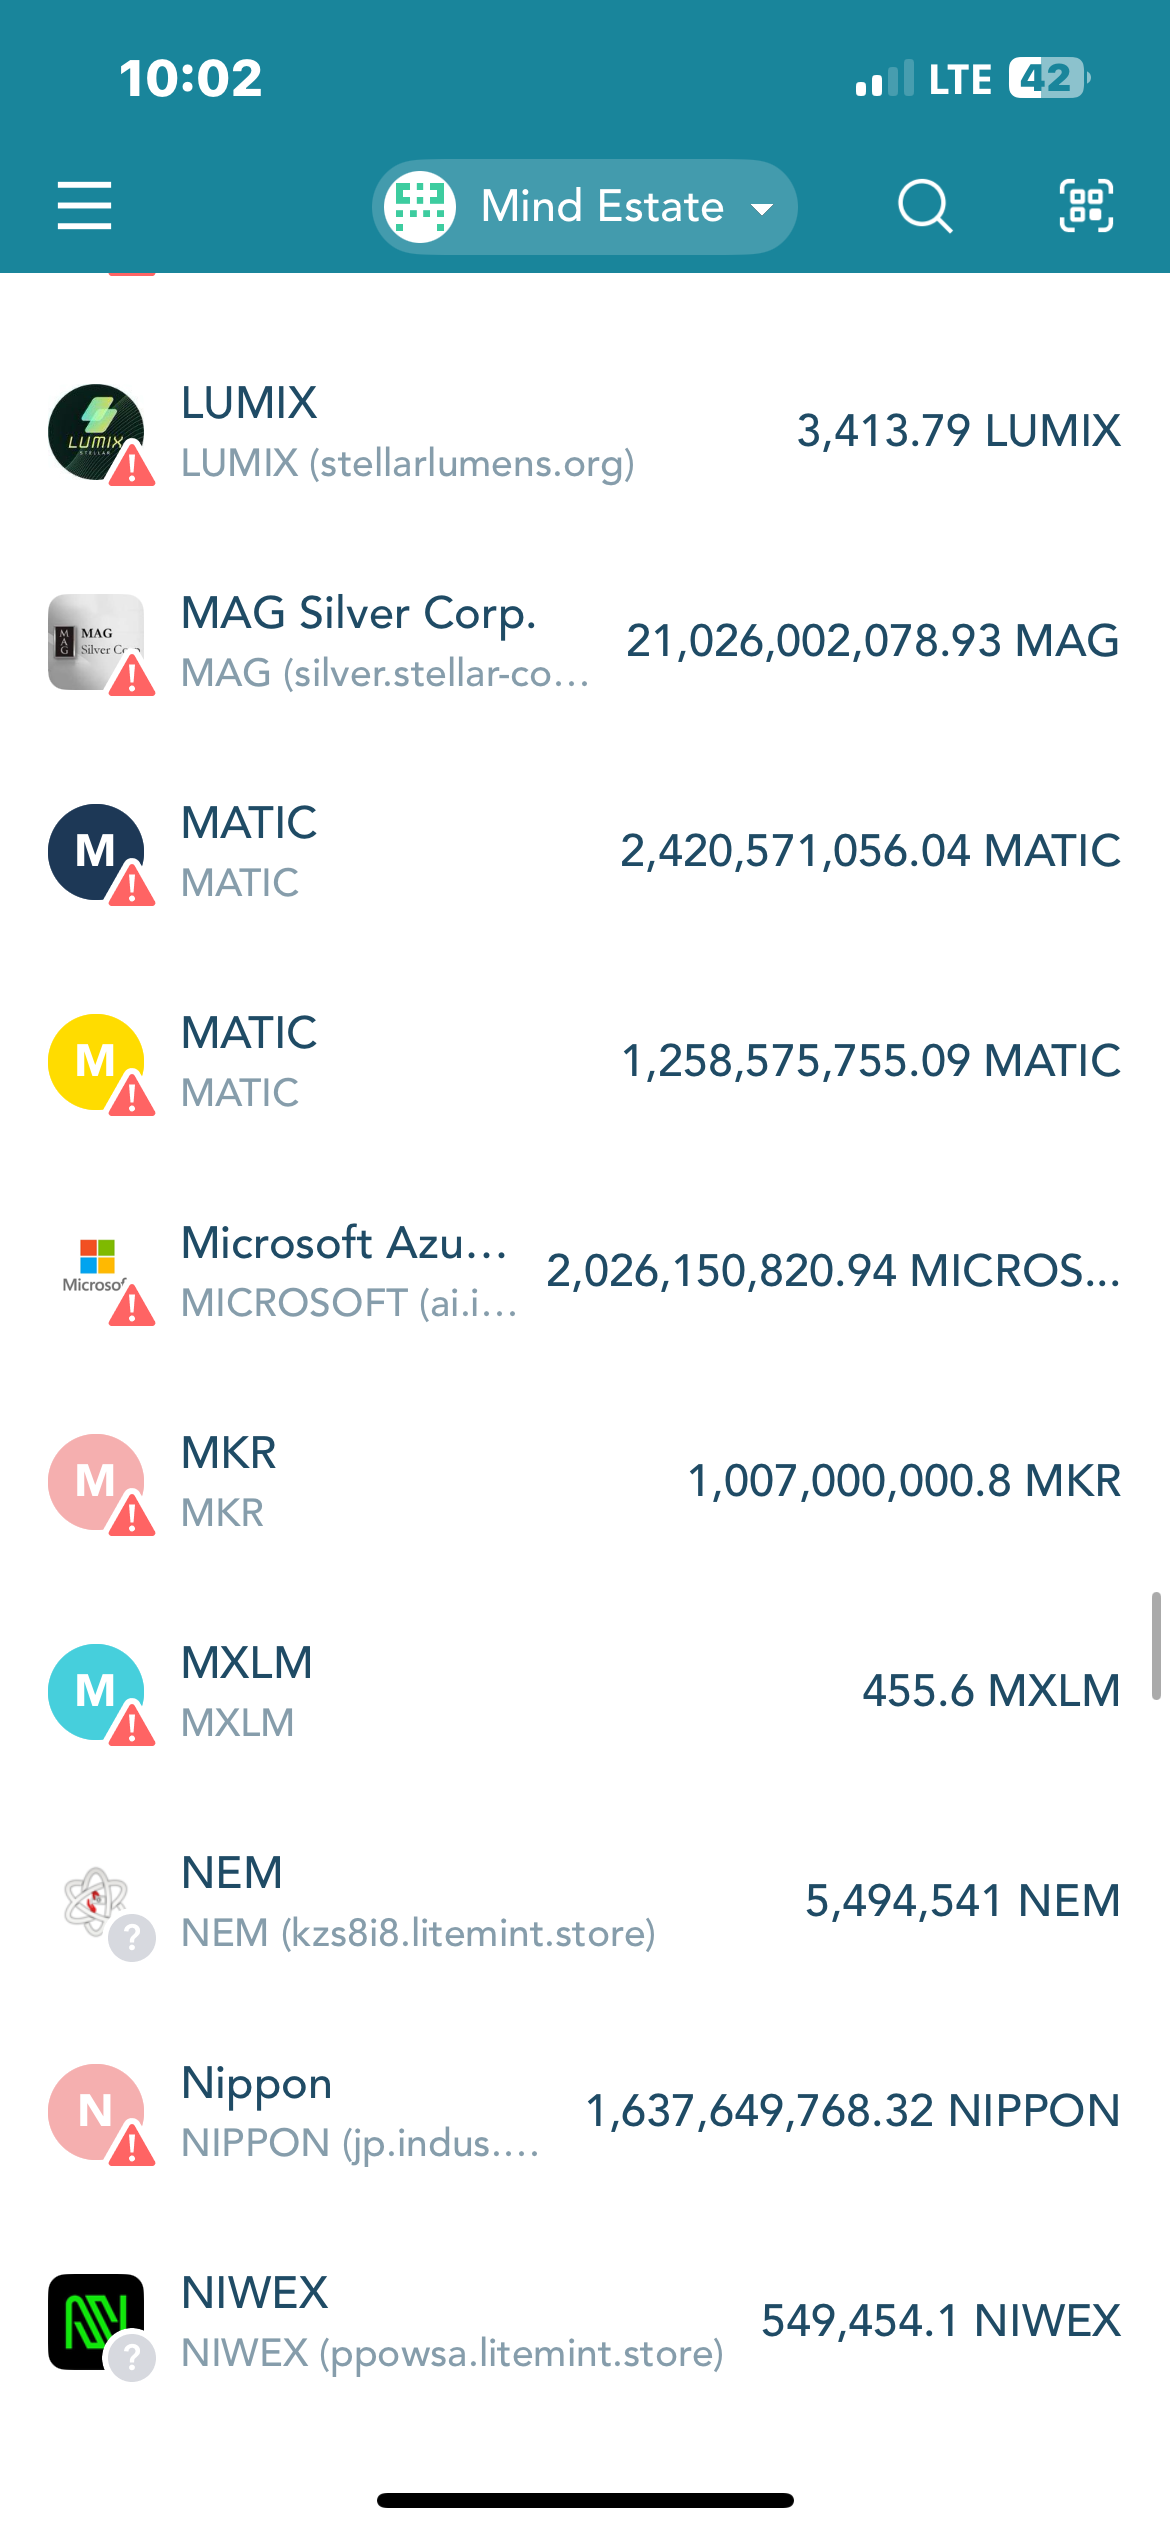 10:02
LTE 42
Mind Estate
LUMIX
LUMIX
STELLAR
LUMIX (stellarlumens.org)
3,413.79 LUMIX
MAG
MAG
Silver Co
MAG Silver Corp.
MAG (silver.stellar-co...
21,026,002,078.93 MAG
M
MATIC
MATIC
2,420,571,056.04 MATIC
M
MATIC
MATIC
1,258,575,755.09 MATIC
Microsof
Microsoft Azu...
MICROSOFT (ai.i...
2,026,150,820.94 MICROS...
M
MKR
MKR
1,007,000,000.8 MKR
M
MXLM
MXLM
455.6 MXLM
NEM
NEM (kzs8i8.litemint.store)
5,494,541 NEM
?
N
Nippon
NIPPON (jp.indus....
1,637,649,768.32 NIPPON
NIWEX
NIWEX (ppowsa.litemint.store)
549,454.1 NIWEX
?